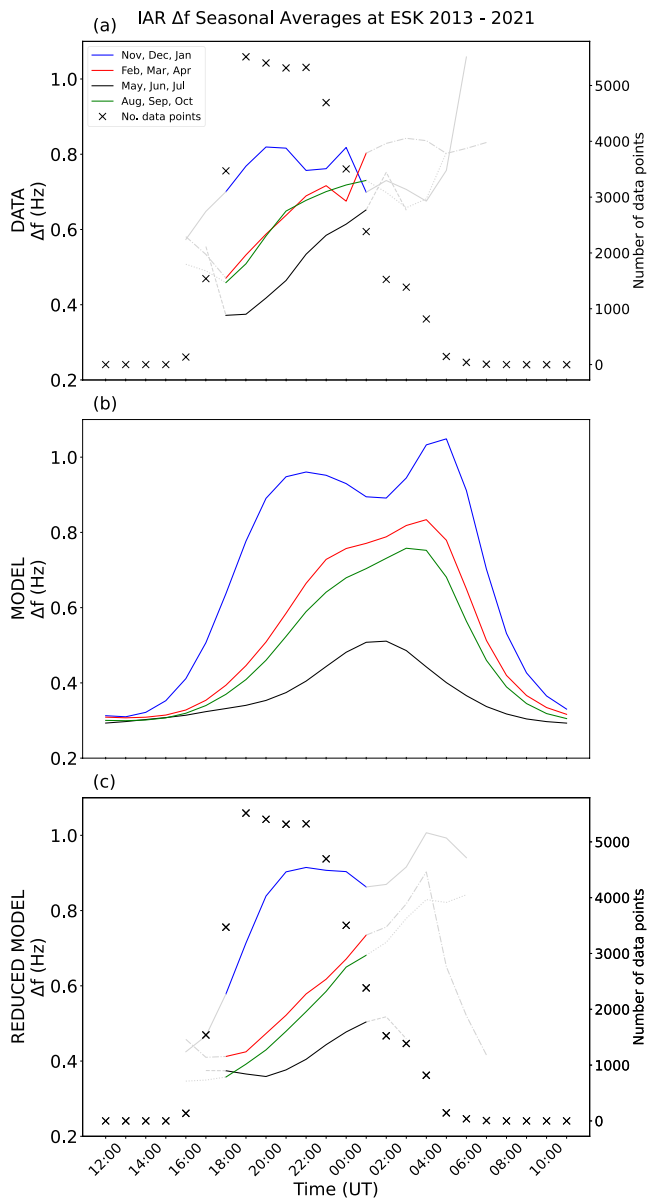 IAR Δf Seasonal Averages at ESK 2013 - 2021
(a)
Nov, Dec, Jan
Feb, Mar, Apr
May, Jun, Jul
Aug, Sep, Oct
No. data points
1.0
0.8
0.6
0.4
0.2
DATA
Δf (Hz)
5000
4000
3000
2000
1000
0
Number of data points
(b)
1.0
0.8
0.6
0.4
0.2
MODEL
Δf (Hz)
(c)
1.0
0.8
0.6
0.4
0.2
REDUCED MODEL
Δf (Hz)
5000
4000
3000
2000
1000
0
Number of data points
12:00 14:00 16:00 18:00 20:00 22:00 00:00 02:00 04:00 06:00 08:00 10:00
Time (UT)